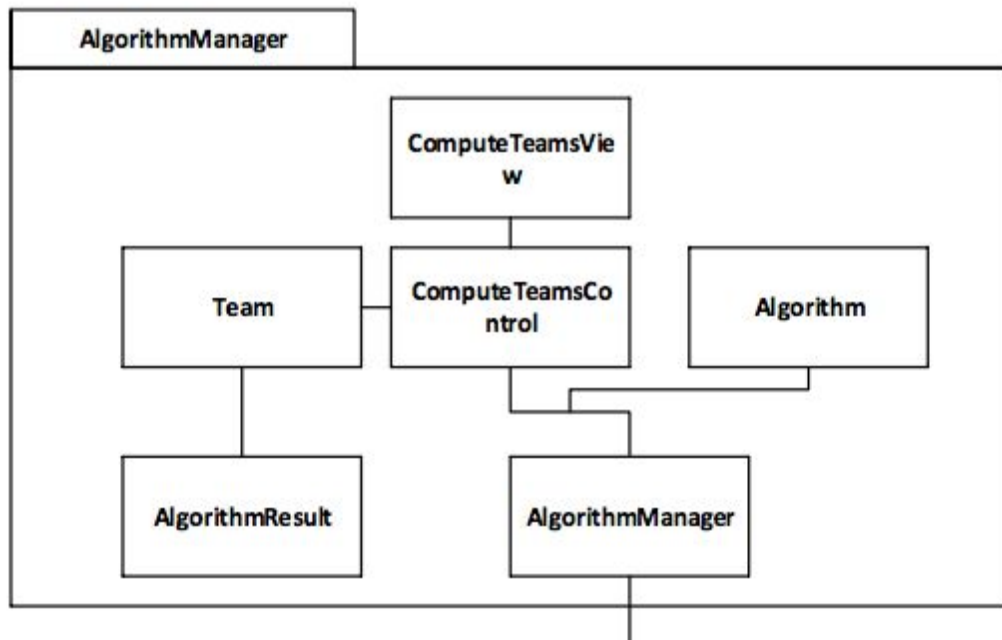 AlgorithmManager
ComputeTeamsVie
w
Team
ComputeTeamsCo
ntrol
Algorithm
AlgorithmResult
AlgorithmManager